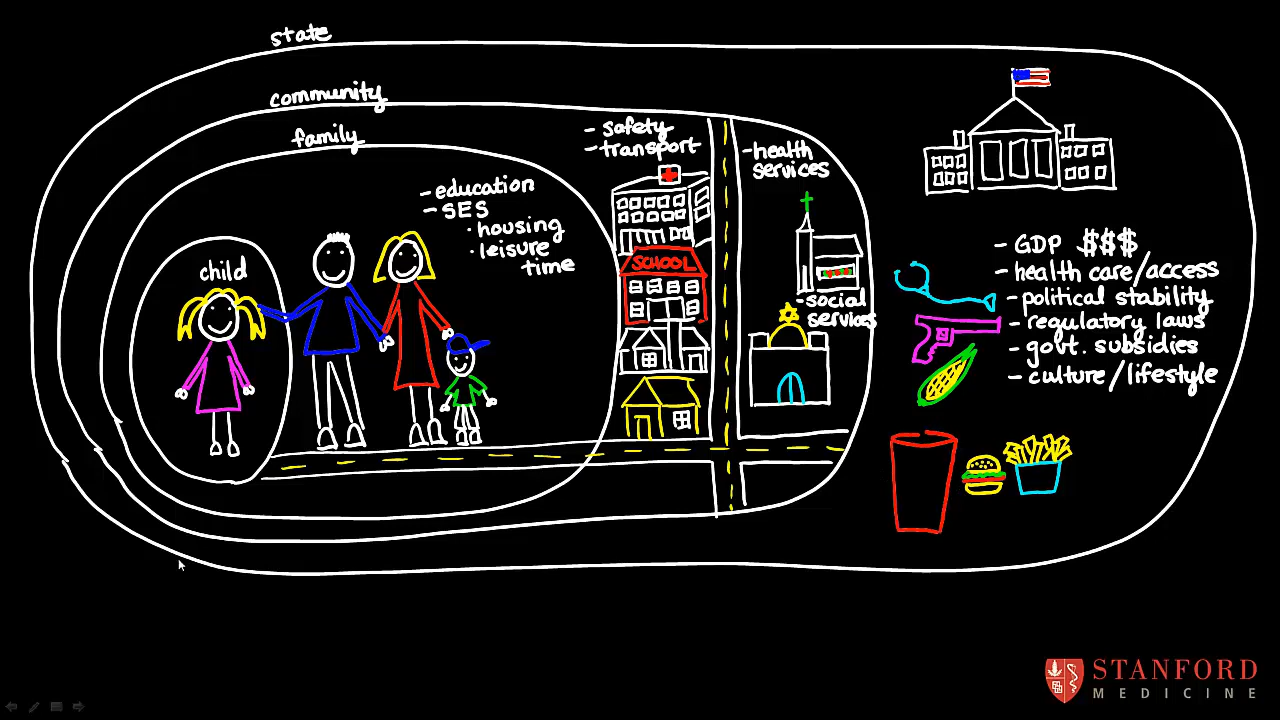 state
community
family
child
- education
- SES
· housing
· leisure
time
- safety
- transport
SCHOOL
- health
services
- social
services
- GDP $$$
- health care/access
- political stability
- regulatory laws
- govt. subsidies
- culture/lifestyle
STANFORD
MEDICINE